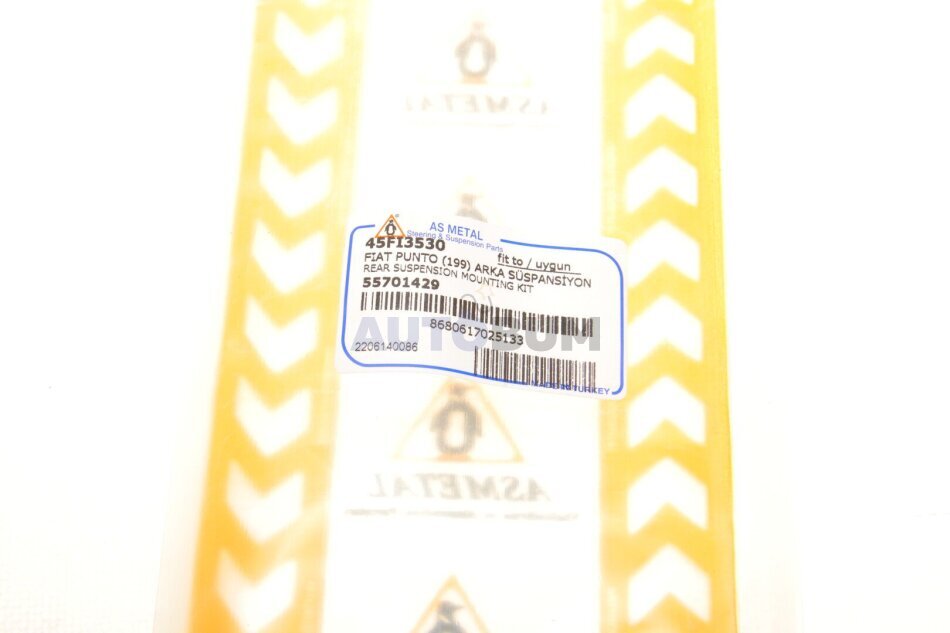 ASMETAL
AS METAL
Steering & Suspension Parts
45FI3530
fit to / uygun
FIAT PUNTO (199) ARKA SÜSPANSİYON
REAR SUSPENSION MOUNTING KIT
55701429
8680617025133
AUTODUM
2206140086
MADE IN TURKEY
ASMETAL